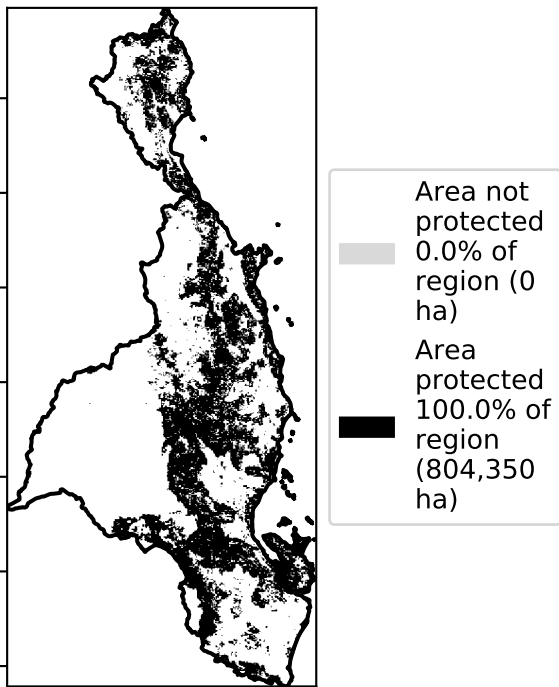 Area not
protected
0.0% of
region (0
ha)
Area
protected
100.0% of
region
(804,350
ha)